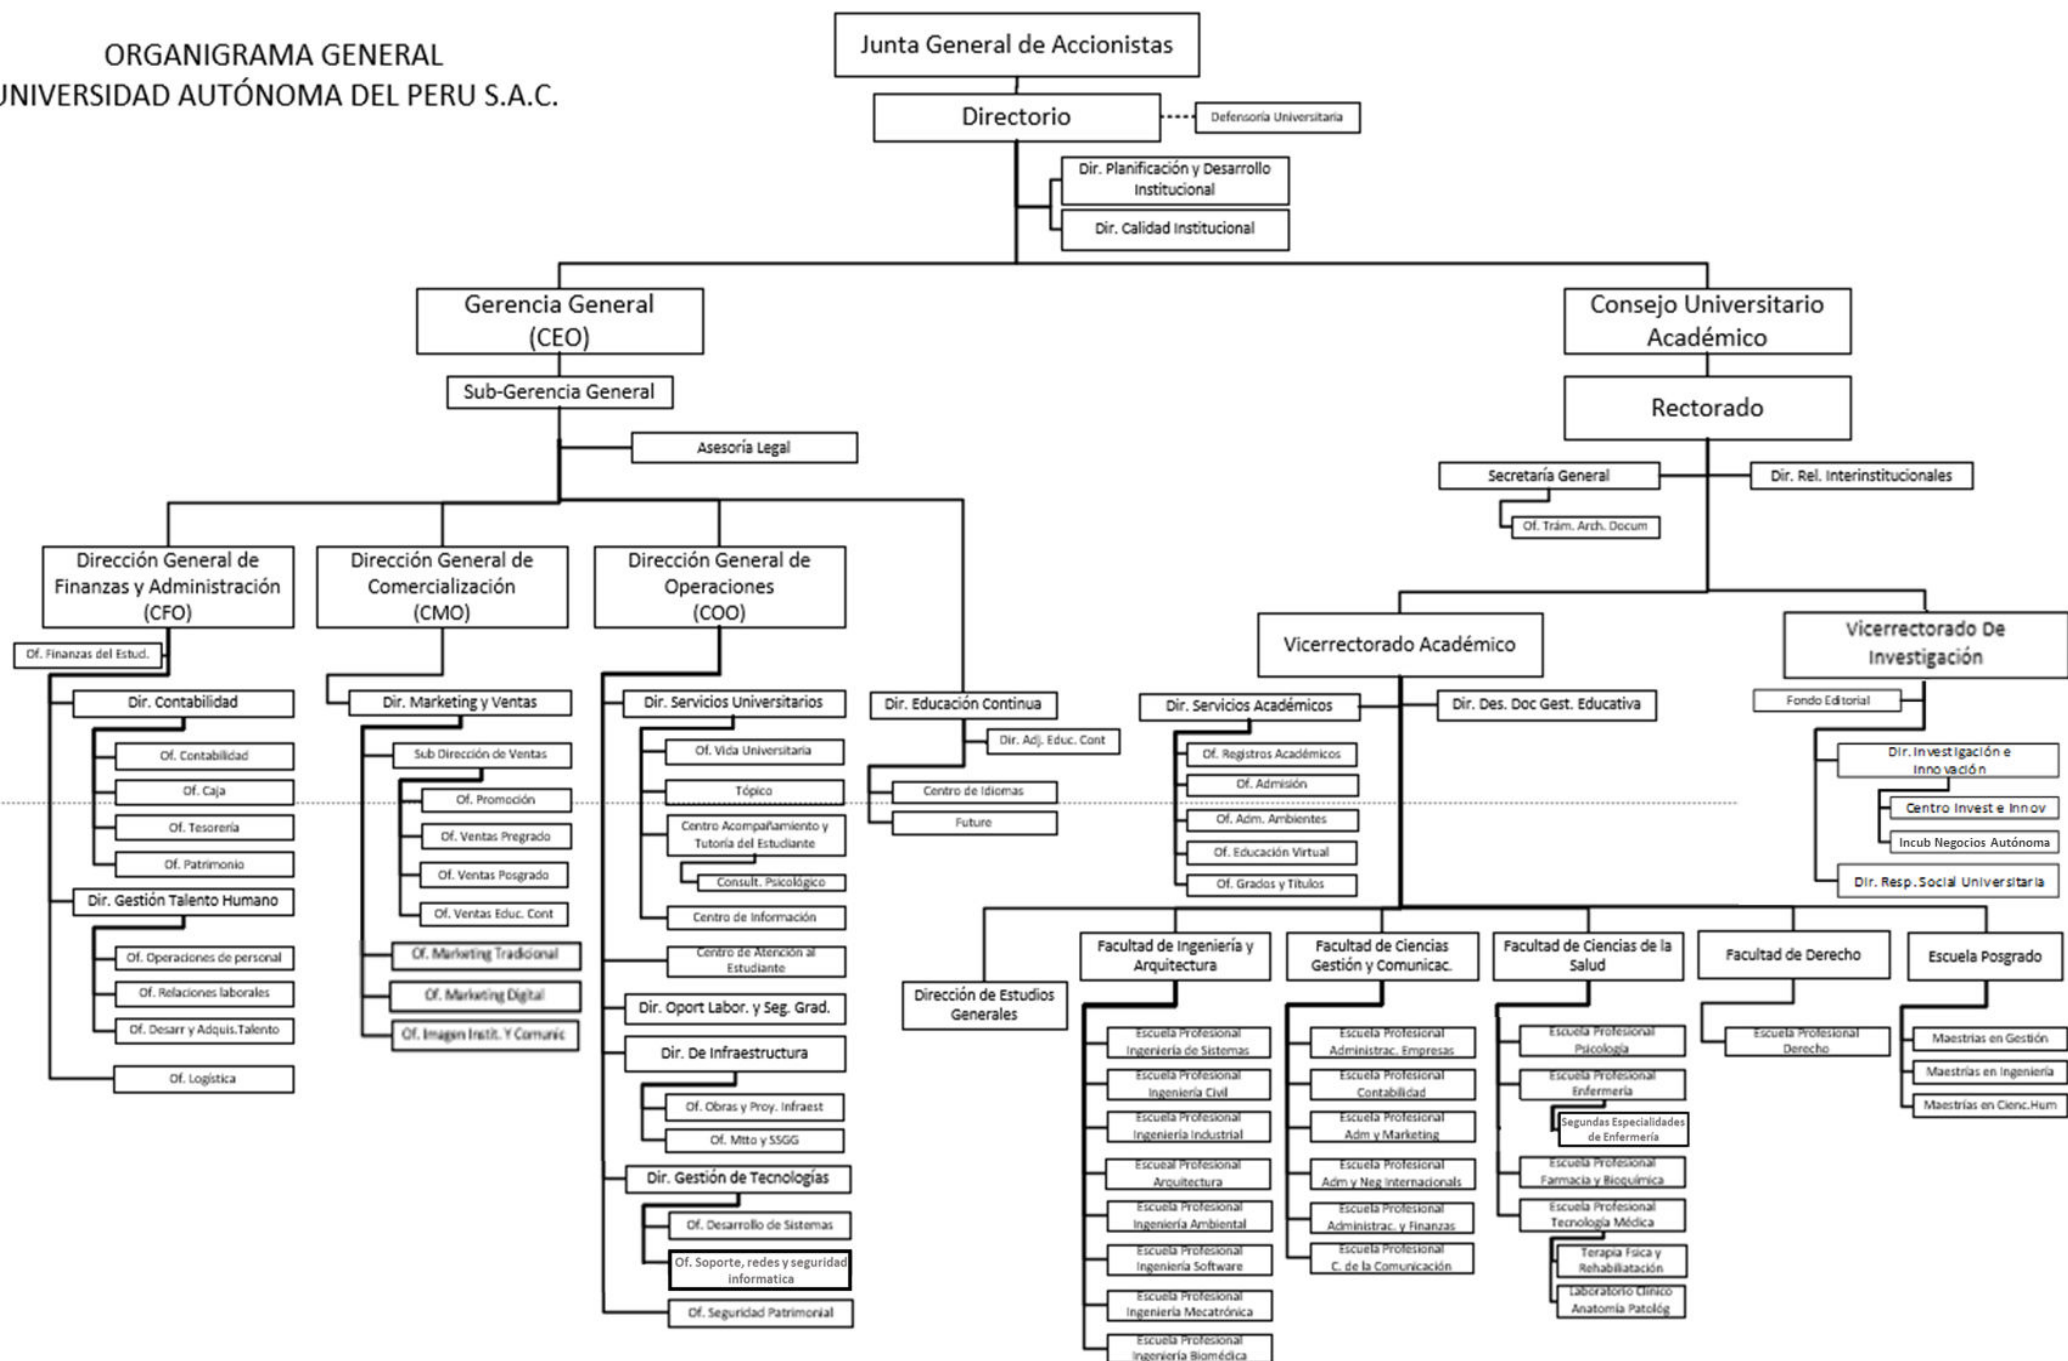 ORGANIGRAMA GENERAL
UNIVERSIDAD AUTÓNOMA DEL PERU S.A.C.
Junta General de Accionistas
Directorio
Defensoría Universitaria
Dir. Planificación y Desarrollo
Institucional
Dir. Calidad Institucional
Gerencia General
(CEO)
Sub-Gerencia General
Asesoría Legal
Dirección General de
Finanzas y Administración
(CFO)
Of. Finanzas del Estud.
Dir. Contabilidad
Of. Contabilidad
Of. Caja
Of. Tesorería
Of. Patrimonio
Dir. Gestión Talento Humano
Of. Operaciones de personal
Of. Relaciones laborales
Of. Desarr y Adquis.Talento
Of. Logística
Dirección General de
Comercialización
(CMO)
Dir. Marketing y Ventas
Sub Dirección de Ventas
Of. Promoción
Of. Ventas Pregrado
Of. Ventas Posgrado
Of. Ventas Educ. Cont
Of. Marketing Tradicional
Of. Marketing Digital
Of. Imagen Instit. Y Comunic
Dirección General de
Operaciones
(COO)
Dir. Servicios Universitarios
Of. Vida Universitaria
Tópico
Centro Acompañamiento y
Tutoría del Estudiante
Consult. Psicológico
Centro de Información
Centro de Atención al
Estudiante
Dir. Oport Labor. y Seg. Grad.
Dir. De Infraestructura
Of. Obras y Proy. Infraest
Of. Mtto y SSGG
Dir. Gestión de Tecnologías
Of. Desarrollo de Sistemas
Of. Soporte, redes y seguridad
informatica
Of. Seguridad Patrimonial
Dir. Educación Continua
Dir. Adj. Educ. Cont
Centro de Idiomas
Future
Consejo Universitario
Académico
Rectorado
Secretaría General
Of. Trám. Arch. Docum
Dir. Rel. Interinstitucionales
Vicerrectorado Académico
Dir. Servicios Académicos
Of. Registros Académicos
Of. Admisión
Of. Adm. Ambientes
Of. Educación Virtual
Of. Grados y Títulos
Dir. Des. Doc Gest. Educativa
Vicerrectorado De
Investigación
Fondo Editorial
Dir. Investigación e
Innovación
Centro Invest e Innov
Incub Negocios Autónoma
Dir. Resp. Social Universitaria
Dirección de Estudios
Generales
Facultad de Ingeniería y
Arquitectura
Escuela Profesional
Ingeniería de Sistemas
Escuela Profesional
Ingeniería Civil
Escuela Profesional
Ingeniería Industrial
Escueal Profesional
Arquitectura
Escuela Profesional
Ingeniería Ambiental
Escuela Profesional
Ingeniería Software
Escuela Profesional
Ingeniería Mecatrónica
Escuela Profesional
Ingeniería Biomédica
Facultad de Ciencias
Gestión y Comunicac.
Escuela Profesional
Administrac. Empresas
Escuela Profesional
Contabilidad
Escuela Profesional
Adm y Marketing
Escuela Profesional
Adm y Neg Internacionals
Escuela Profesional
Administrac. y Finanzas
Escuela Profesional
C. de la Comunicación
Facultad de Ciencias de la
Salud
Escuela Profesional
Psicología
Escuela Profesional
Enfermería
Segundas Especialidades
de Enfermería
Escuela Profesional
Farmacia y Bioquímica
Escuela Profesional
Tecnología Médica
Terapia Fsica y
Rehabiliatación
Laboratorio Clínico
Anatomía Patológ
Facultad de Derecho
Escuela Profesional
Derecho
Escuela Posgrado
Maestrías en Gestión
Maestrías en Ingeniería
Maestrías en Cienc.Hum